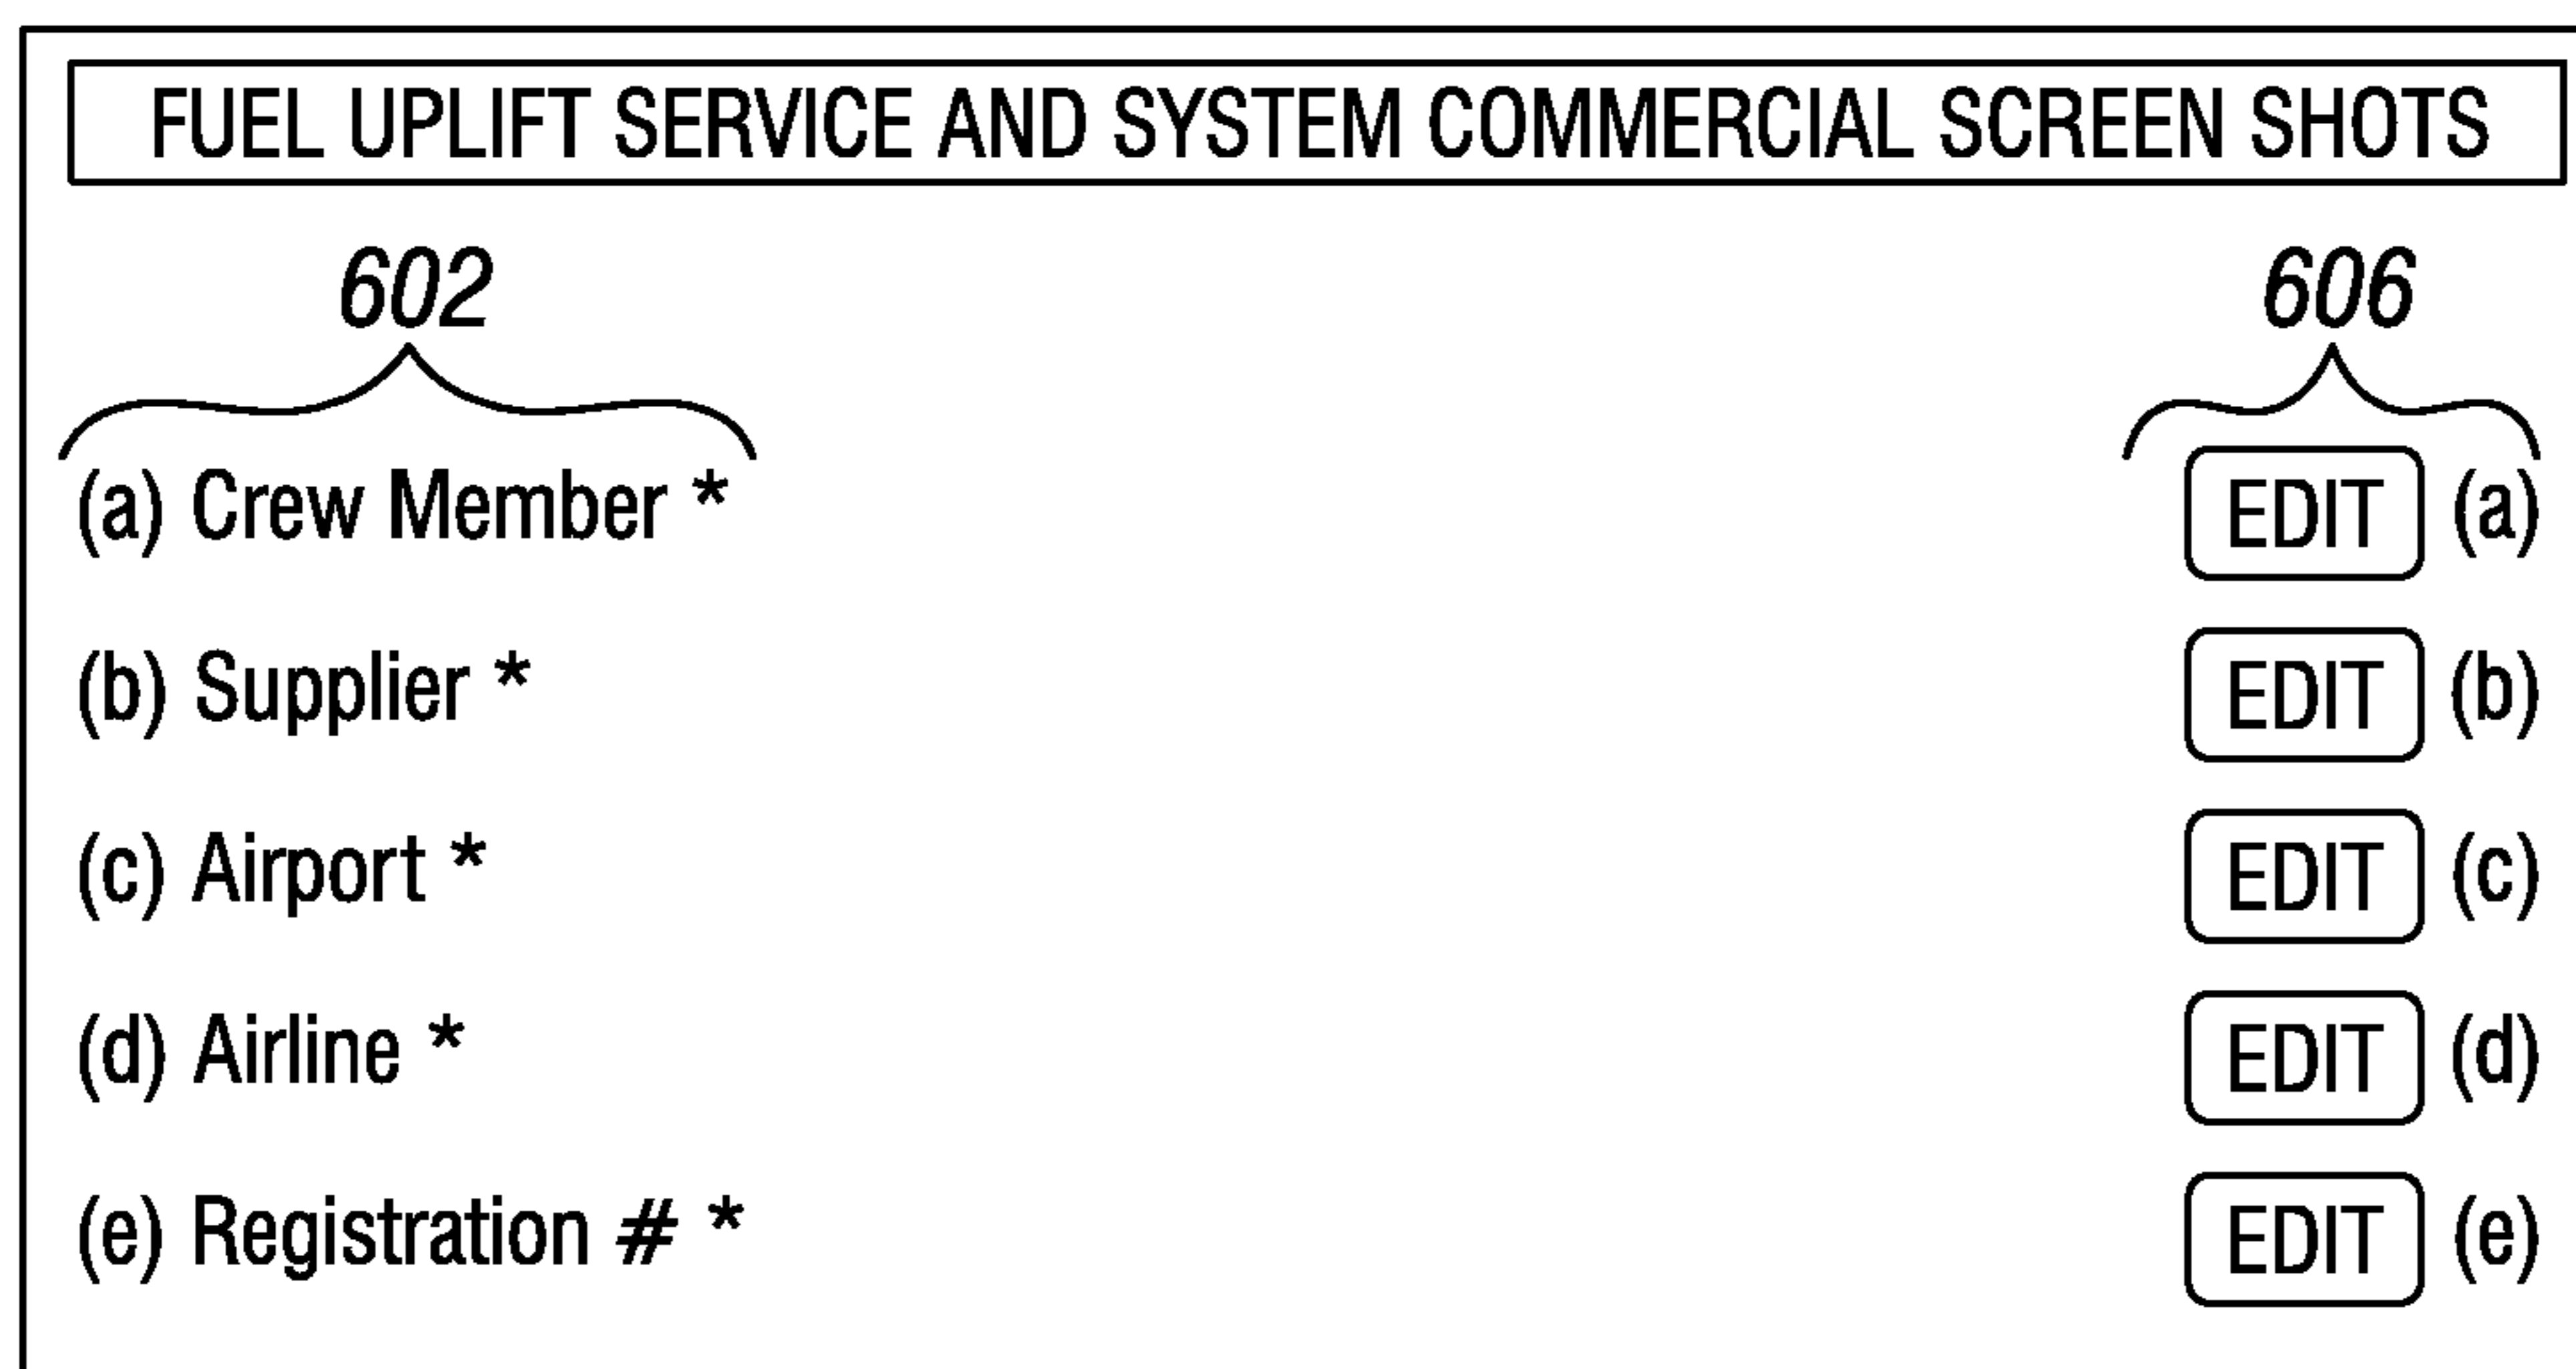 FUEL UPLIFT SERVICE AND SYSTEM COMMERCIAL SCREEN SHOTS
602 606
(a) Crew Member * EDIT (a)
(b) Supplier * EDIT (b)
(c) Airport * EDIT (c)
(d) Airline * EDIT (d)
(e) Registration # * EDIT (e)